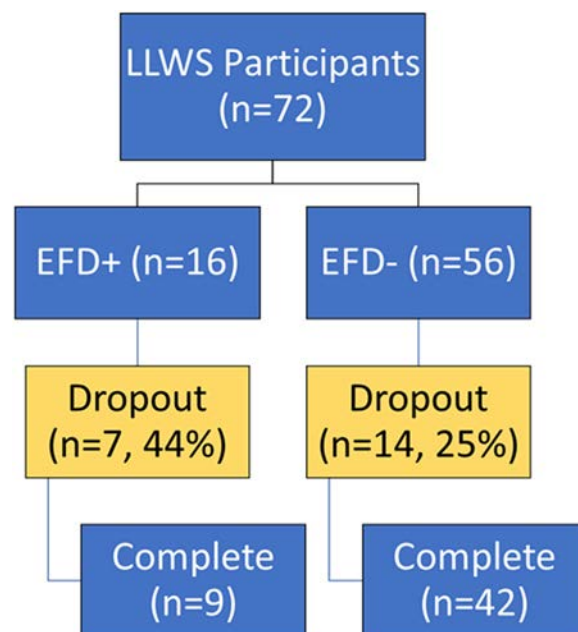 LLWS Participants
(n=72)
EFD+ (n=16)
EFD- (n=56)
Dropout
(n=7, 44%)
Dropout
(n=14, 25%)
Complete
(n=9)
Complete
(n=42)